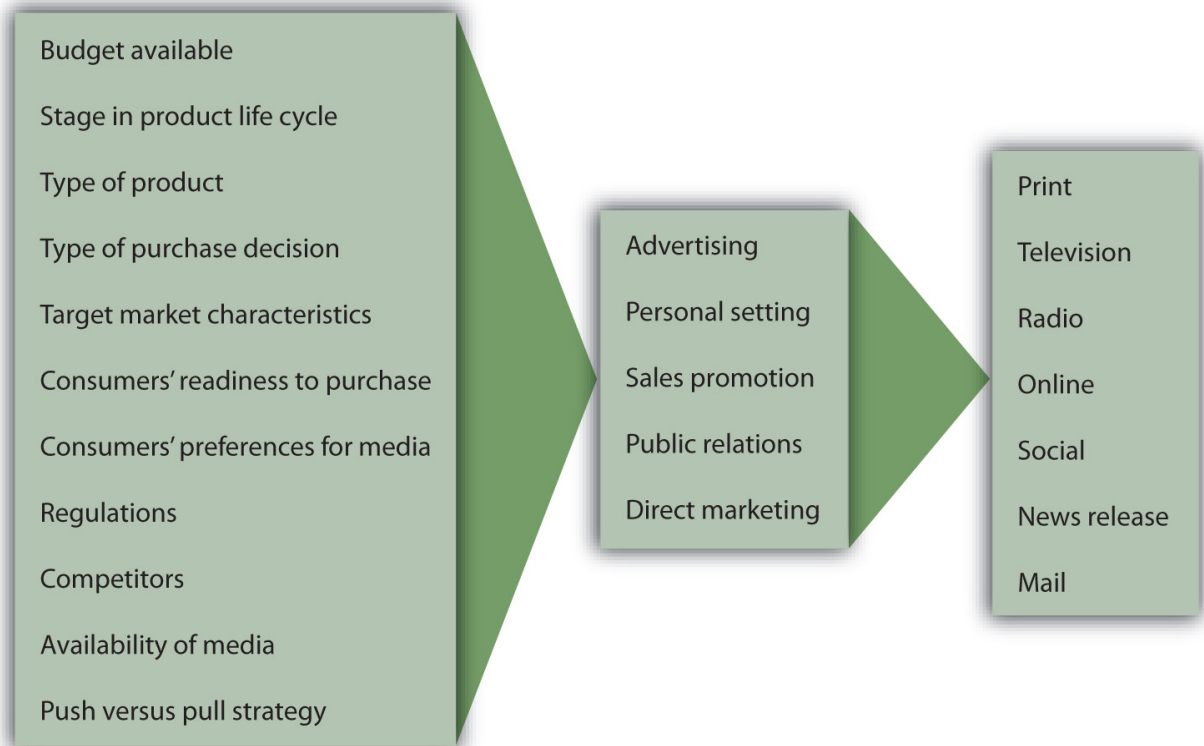 Budget available
Stage in product life cycle
Type of product
Type of purchase decision
Target market characteristics
Consumers’ readiness to purchase
Consumers’ preferences for media
Regulations
Competitors
Availability of media
Push versus pull strategy
Advertising
Personal setting
Sales promotion
Public relations
Direct marketing
Print
Television
Radio
Online
Social
News release
Mail